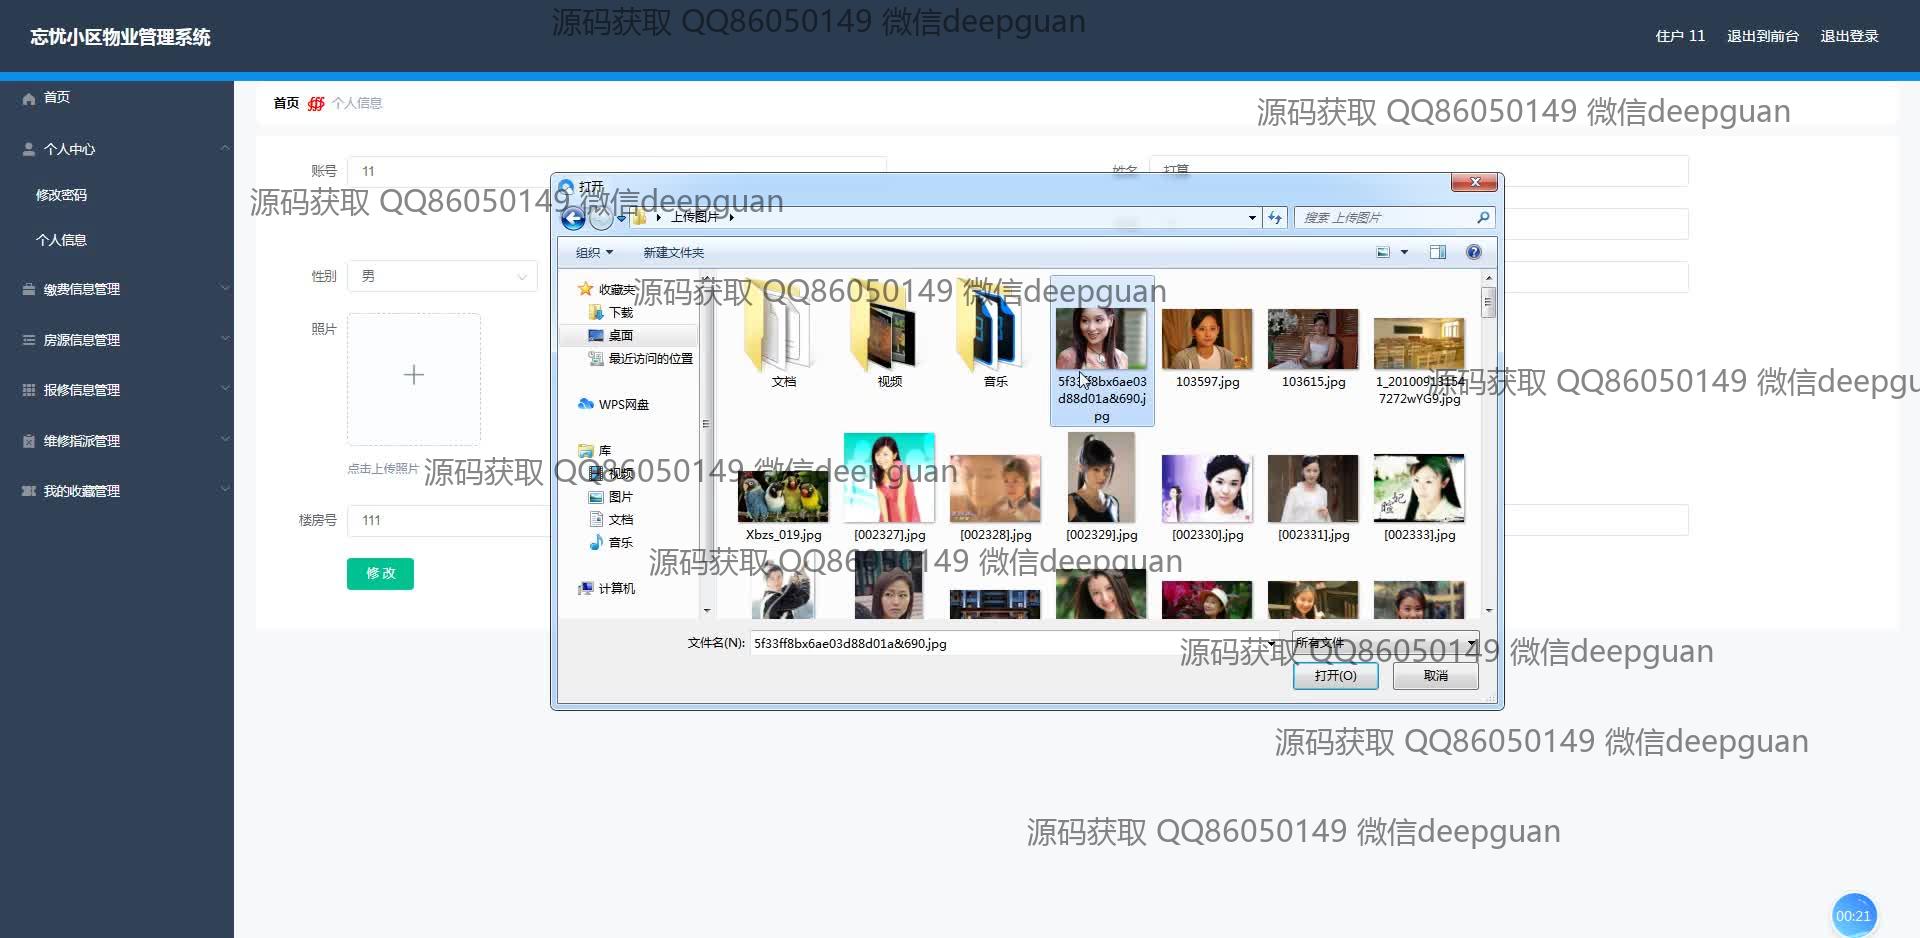 源码获取 QQ86050149 微信deepguan
忘忧小区物业管理系统
住户 11
退出到前台
退出登录
首页
个人中心
修改密码
个人信息
缴费信息管理
房源信息管理
报修信息管理
维修指派管理
我的收藏管理
首页
个人信息
源码获取 QQ86050149 微信deepguan
账号
11
姓名
打算
源码获取 QQ86050149 微信deepguan
性别
男
照片
点击上传照片
楼房号
111
修 改
打开
上传图片
搜索 上传图片
组织
新建文件夹
收藏夹
下载
桌面
最近访问的位置
WPS网盘
库
视频
图片
文档
音乐
计算机
源码获取 QQ86050149 微信deepguan
文档
视频
音乐
5f33ff8bx6ae03
d88d01a&690.j
pg
103597.jpg
103615.jpg
1_20100913154
7272wYG9.jpg
源码获取 QQ86050149 微信deepgu
源码获取 QQ86050149 微信deepguan
Xbzs_019.jpg
[002327].jpg
[002328].jpg
[002329].jpg
[002330].jpg
[002331].jpg
[002333].jpg
源码获取 QQ86050149 微信deepguan
文件名(N):
5f33ff8bx6ae03d88d01a&690.jpg
所有文件
源码获取 QQ86050149 微信deepguan
打开(O)
取消
源码获取 QQ86050149 微信deepguan
源码获取 QQ86050149 微信deepguan
00:21